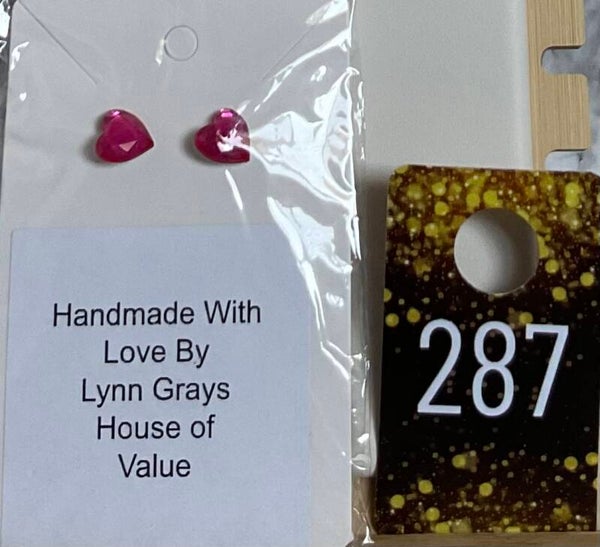 Handmade With
Love By
Lynn Grays
House of
Value
287